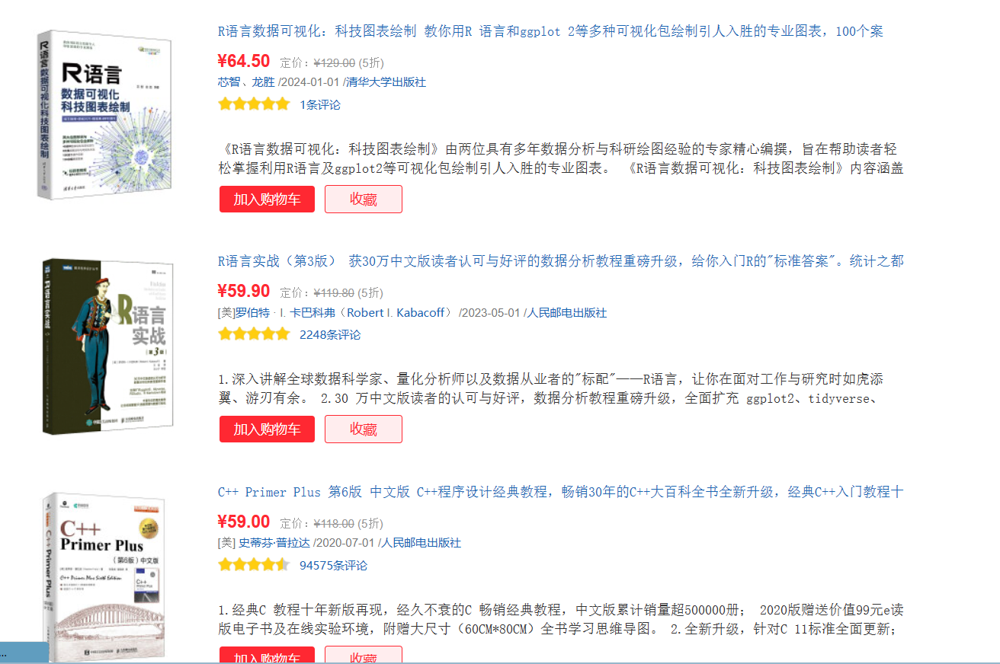 R语言数据可视化：科技图表绘制 教你用R 语言和ggplot 2等多种可视化包绘制引人入胜的专业图表，100个案
¥64.50 定价：¥129.00 (5折)
芯智、龙胜 /2024-01-01 /清华大学出版社
1条评论
《R语言数据可视化：科技图表绘制》由两位具有多年数据分析与科研绘图经验的专家精心编撰，旨在帮助读者轻
松掌握利用R语言及ggplot2等可视化包绘制引人入胜的专业图表。 《R语言数据可视化：科技图表绘制》内容涵盖
加入购物车 收藏
R语言数据可视化科技图表绘制
R语言
数据可视化
科技图表绘制
R语言实战（第3版） 获30万中文版读者认可与好评的数据分析教程重磅升级，给你入门R的"标准答案"。统计之都
¥59.90 定价：¥119.80 (5折)
[美]罗伯特 · I. 卡巴科弗（Robert I. Kabacoff） /2023-05-01 /人民邮电出版社
2248条评论
1.深入讲解全球数据科学家、量化分析师以及数据从业者的"标配"——R语言，让你在面对工作与研究时如虎添
翼、游刃有余。 2.30 万中文版读者的认可与好评，数据分析教程重磅升级，全面扩充 ggplot2、tidyverse、
加入购物车 收藏
R语言实战
R语言
实战
（第3版）
C++ Primer Plus 第6版 中文版 C++程序设计经典教程，畅销30年的C++大百科全书全新升级，经典C++入门教程十
¥59.00 定价：¥118.00 (5折)
[美] 史蒂芬·普拉达 /2020-07-01 /人民邮电出版社
94575条评论
1.经典C 教程十年新版再现，经久不衰的C 畅销经典教程，中文版累计销量超500000册； 2020版赠送价值99元e读
版电子书及在线实验环境，附赠大尺寸（60CM*80CM）全书学习思维导图。 2.全新升级，针对C 11标准全面更新；
加入购物车 收藏
C++ Primer Plus
C++
Primer Plus
（第6版）中文版
C++ Primer Plus Sixth Edition
...